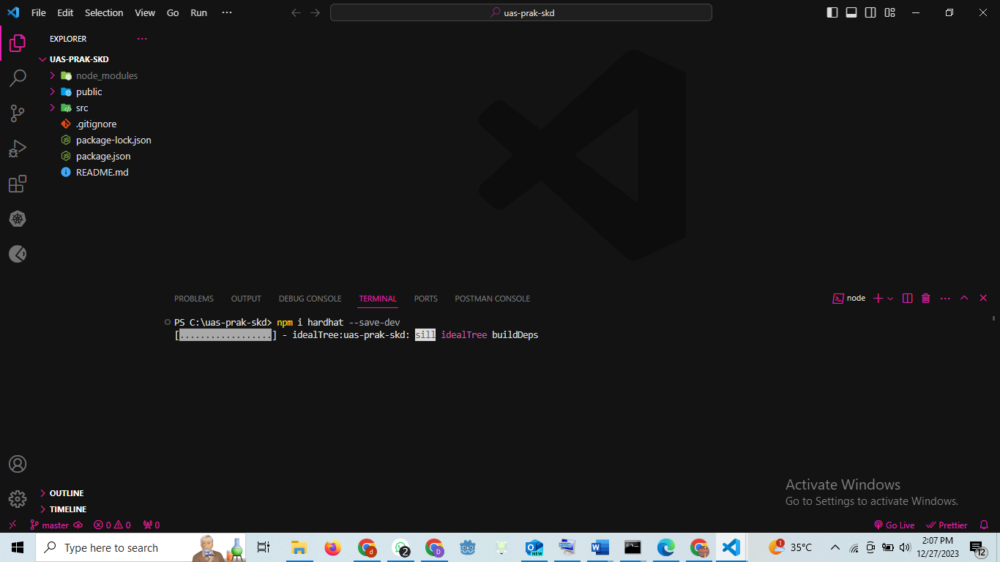 File Edit Selection View Go Run ...
uas-prak-skd
EXPLORER
UAS-PRAK-SKD
node_modules
public
src
.gitignore
package-lock.json
package.json
README.md
PROBLEMS OUTPUT DEBUG CONSOLE TERMINAL PORTS POSTMAN CONSOLE
node
PS C:\uas-prak-skd> npm i hardhat --save-dev
[..................] - idealTree:uas-prak-skd: sill idealTree buildDeps
OUTLINE
TIMELINE
Activate Windows
Go to Settings to activate Windows.
master 0 0 0 Go Live Prettier
Type here to search
d 2 D NEW 1 35°C
2:07 PM
12/27/2023
12